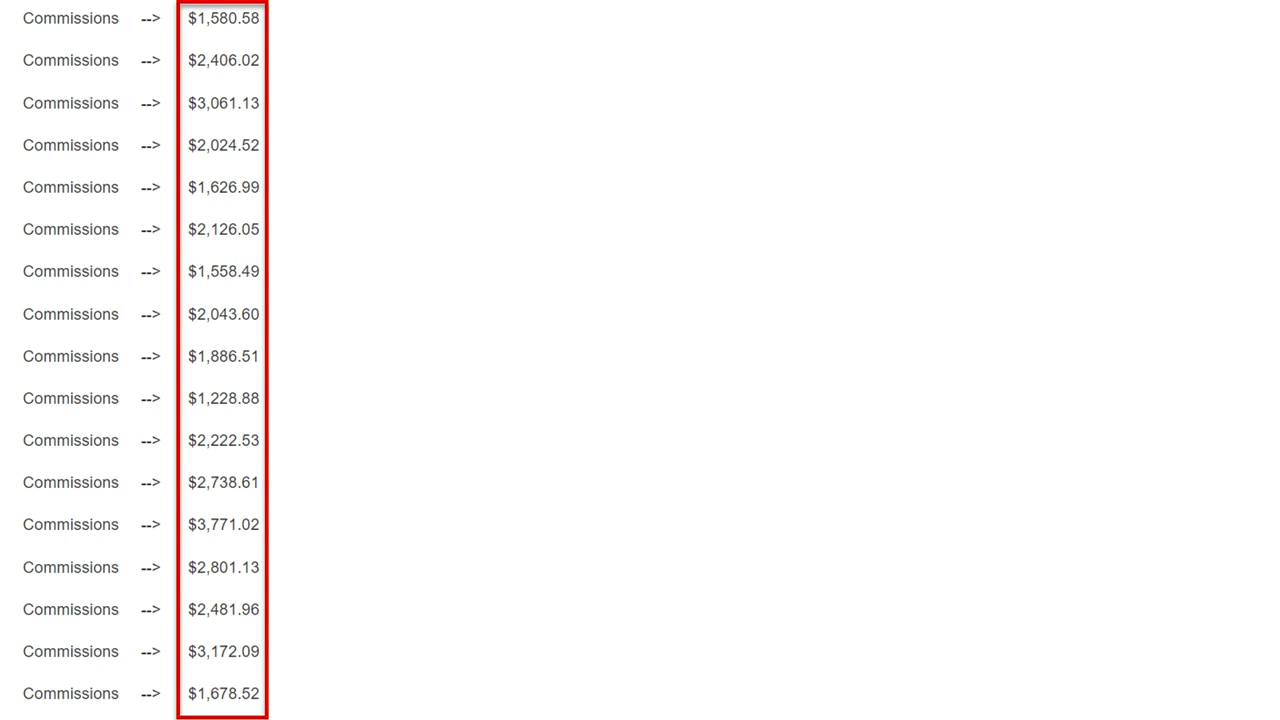 Commissions --> $1,580.58
Commissions --> $2,406.02
Commissions --> $3,061.13
Commissions --> $2,024.52
Commissions --> $1,626.99
Commissions --> $2,126.05
Commissions --> $1,558.49
Commissions --> $2,043.60
Commissions --> $1,886.51
Commissions --> $1,228.88
Commissions --> $2,222.53
Commissions --> $2,738.61
Commissions --> $3,771.02
Commissions --> $2,801.13
Commissions --> $2,481.96
Commissions --> $3,172.09
Commissions --> $1,678.52